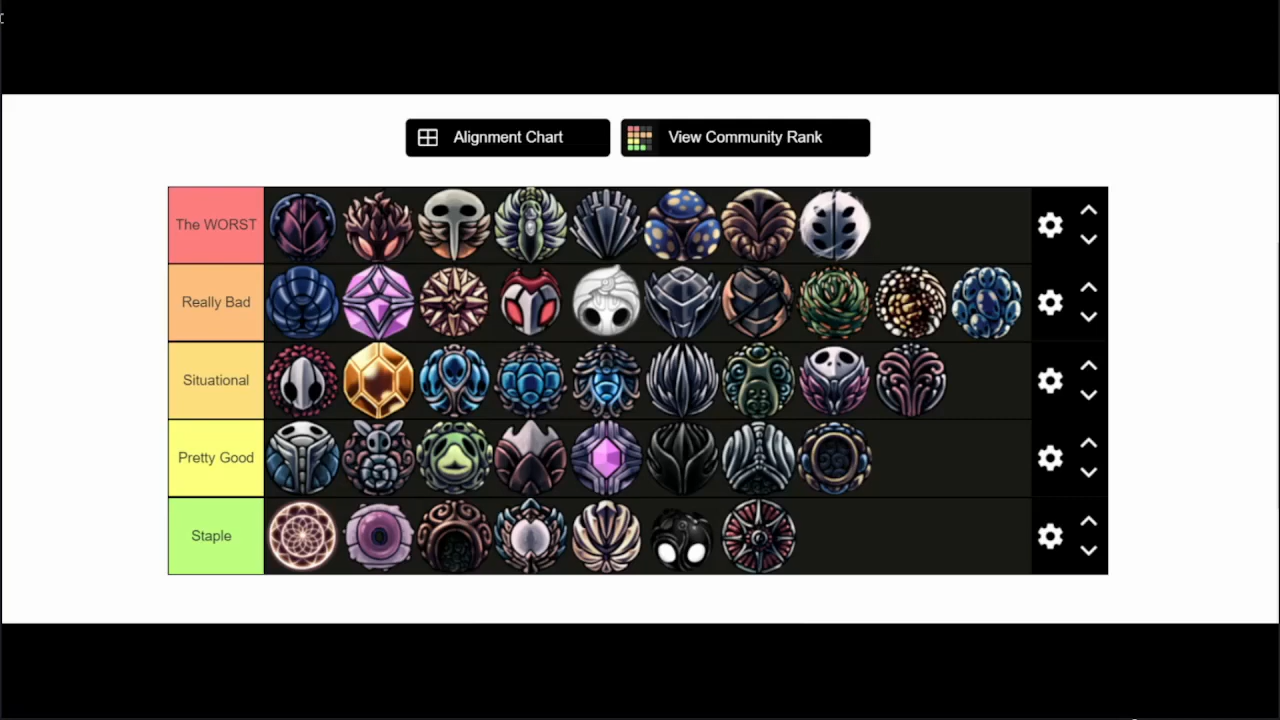 Alignment Chart
View Community Rank
The WORST
Really Bad
Situational
Pretty Good
Staple